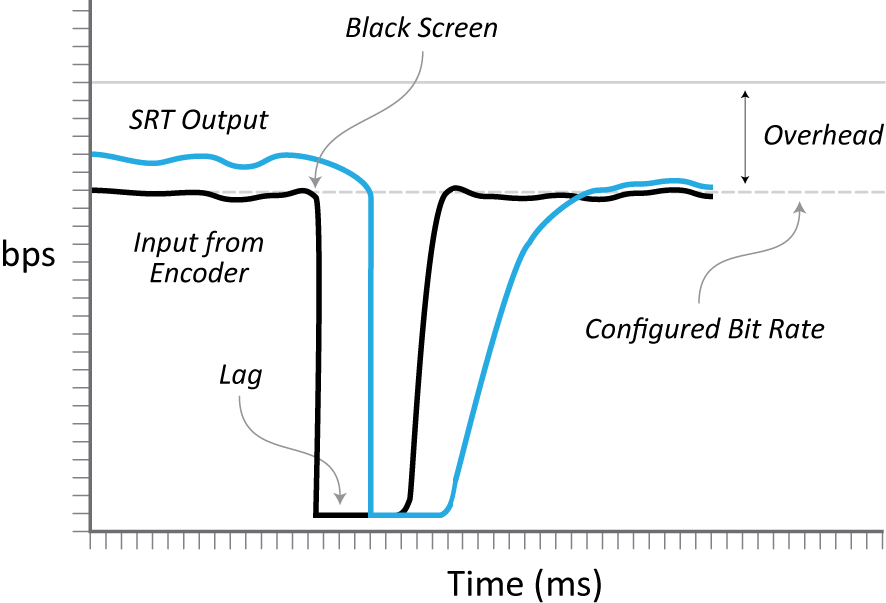 Black Screen
SRT Output
Overhead
Input from
Encoder
bps
Configured Bit Rate
Lag
Time (ms)